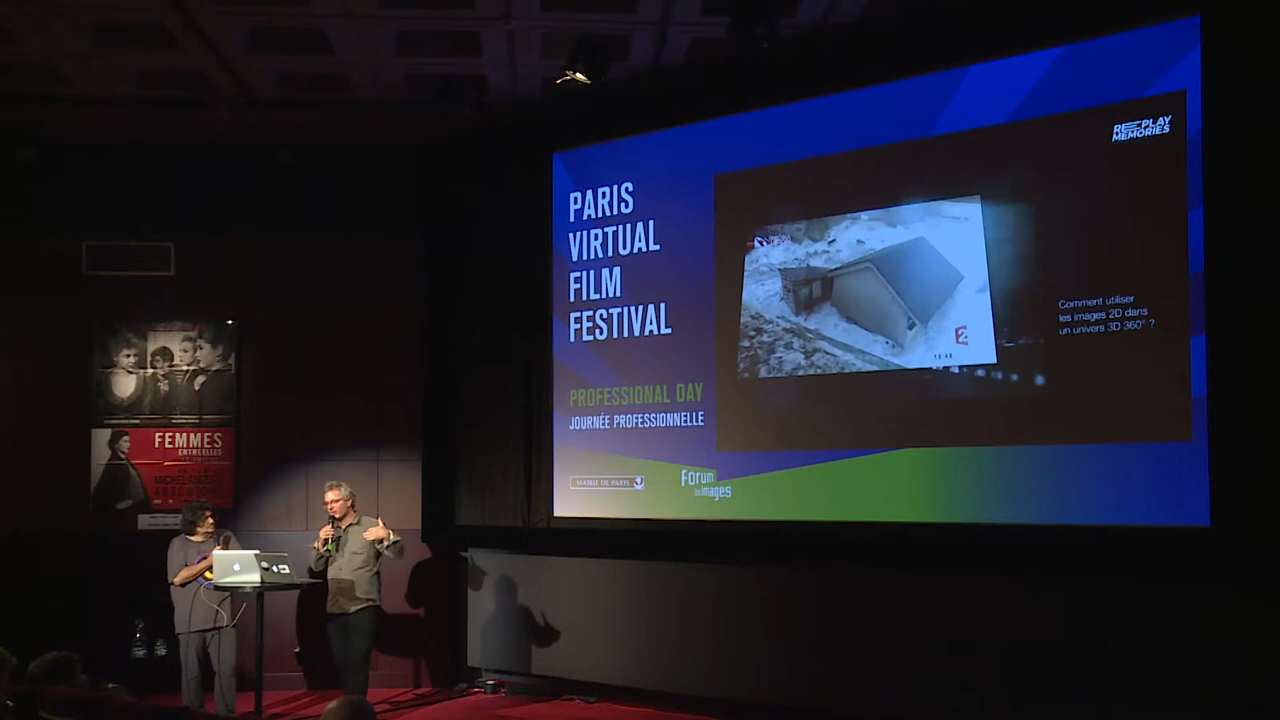 PARIS
VIRTUAL
FILM
FESTIVAL
PROFESSIONAL DAY
JOURNÉE PROFESSIONNELLE
MAIRIE DE PARIS
Forum
des images
REPLAY
MEMORIES
2
Comment utiliser
les images 2D dans
un univers 3D 360° ?
FEMMES
ENTRE ELLES